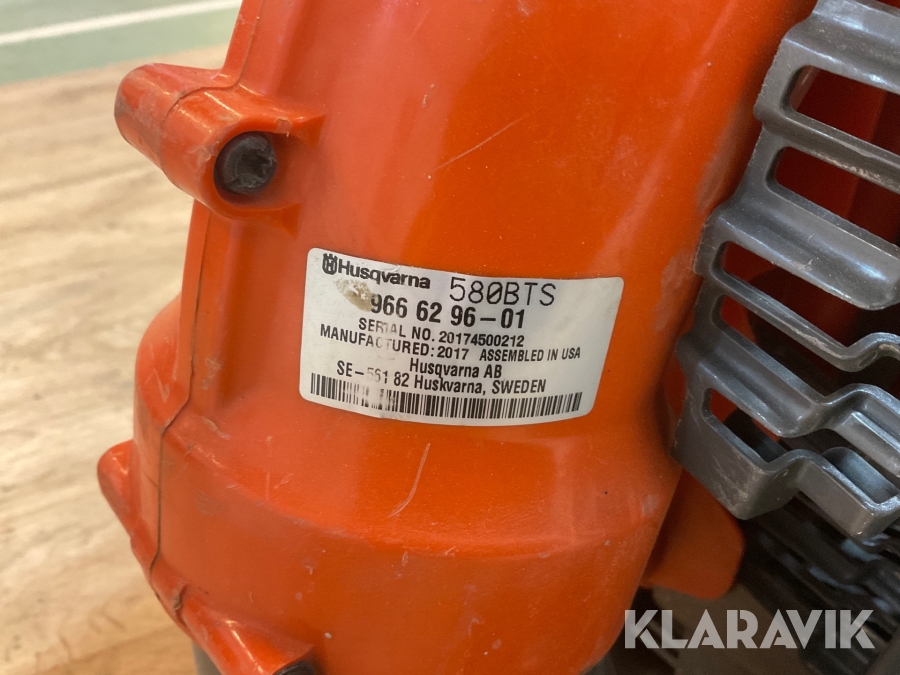 Husqvarna 580BTS
966 62 96-01
SERIAL NO. 20174500212
MANUFACTURED: 2017 ASSEMBLED IN USA
Husqvarna AB
SE-561 82 Huskvarna, SWEDEN
KLARAVIK